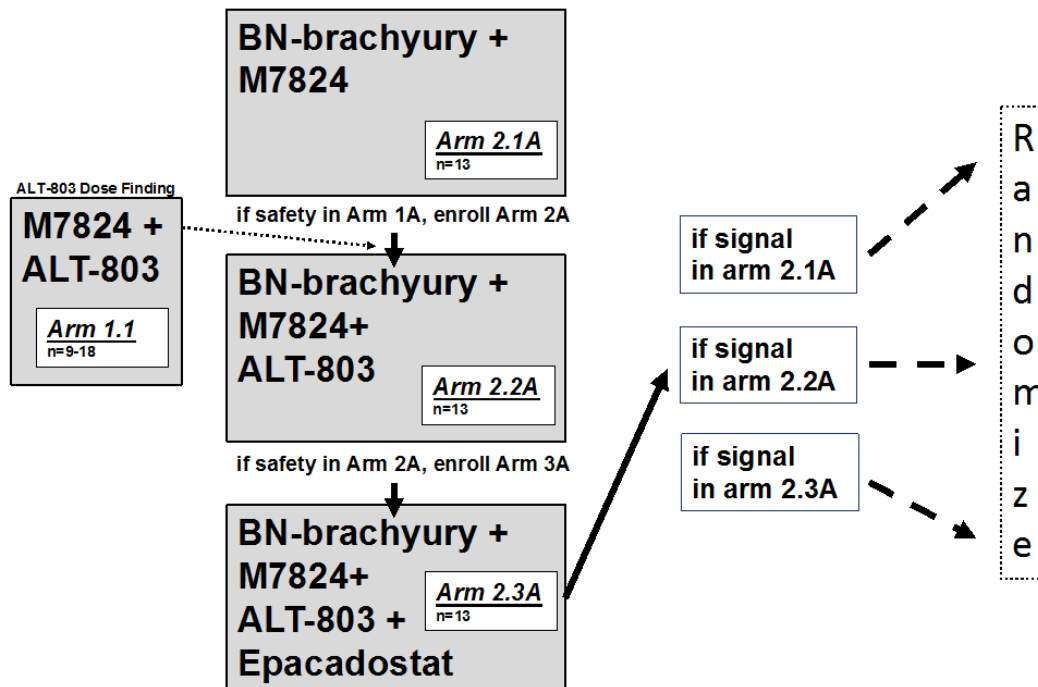 BN-brachyury +
M7824
Arm 2.1A
n=13
ALT-803 Dose Finding
M7824 +
ALT-803
Arm 1.1
n=9-18
if safety in Arm 1A, enroll Arm 2A
BN-brachyury +
M7824+
ALT-803
Arm 2.2A
n=13
if safety in Arm 2A, enroll Arm 3A
BN-brachyury +
M7824+
ALT-803 +
Epacadostat
Arm 2.3A
n=13
if signal
in arm 2.1A
if signal
in arm 2.2A
if signal
in arm 2.3A
R
a
n
d
o
m
i
z
e